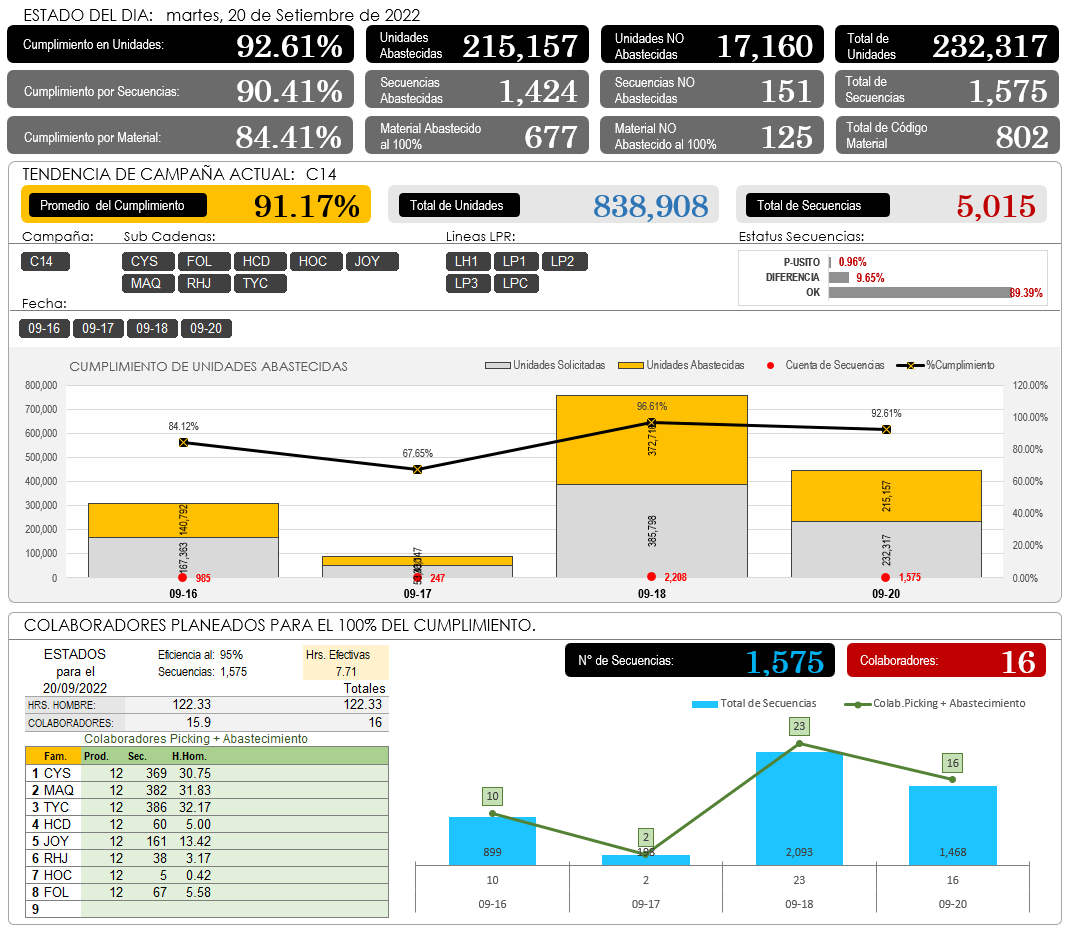 ESTADO DEL DIA: martes, 20 de Setiembre de 2022
Cumplimiento en Unidades: 92.61% Unidades Abastecidas 215,157 Unidades NO Abastecidas 17,160 Total de Unidades 232,317
Cumplimiento por Secuencias: 90.41% Secuencias Abastecidas 1,424 Secuencias NO Abastecidas 151 Total de Secuencias 1,575
Cumplimiento por Material: 84.41% Material Abastecido al 100% 677 Material NO Abastecido al 100% 125 Total de Código Material 802
TENDENCIA DE CAMPAÑA ACTUAL: C14
Promedio del Cumplimiento 91.17% Total de Unidades 838,908 Total de Secuencias 5,015
Campaña: Sub Cadenas: Lineas LPR: Estatus Secuencias:
C14 CYS FOL HCD HOC JOY LH1 LP1 LP2
MAQ RHJ TYC LP3 LPC
P-USITO 0.96%
DIFERENCIA 9.65%
OK 89.39%
Fecha:
09-16 09-17 09-18 09-20
CUMPLIMIENTO DE UNIDADES ABASTECIDAS Unidades Solicitadas Unidades Abastecidas Cuenta de Secuencias %Cumplimiento
800,000 120.00%
700,000 100.00%
600,000 80.00%
500,000 60.00%
400,000 40.00%
300,000 20.00%
200,000 0.00%
100,000
0
84.12% 67.65% 96.61% 92.61%
140,792 372,716 215,157
167,363 385,798 232,317
985 247 2,208 1,575
09-16 09-17 09-18 09-20
COLABORADORES PLANEADOS PARA EL 100% DEL CUMPLIMIENTO.
ESTADOS Eficiencia al: 95% Hrs. Efectivas
para el Secuencias: 1,575 7.71
20/09/2022 Totales
HRS. HOMBRE: 122.33 122.33
COLABORADORES: 15.9 16
Colaboradores Picking + Abastecimiento
Fam. Prod. Sec. H.Hom.
1 CYS 12 369 30.75
2 MAQ 12 382 31.83
3 TYC 12 386 32.17
4 HCD 12 60 5.00
5 JOY 12 161 13.42
6 RHJ 12 38 3.17
7 HOC 12 5 0.42
8 FOL 12 67 5.58
9
N° de Secuencias: 1,575 Colaboradores: 16
Total de Secuencias Colab.Picking + Abastecimiento
10 2 23 16
899 2,093 1,468
10 2 23 16
09-16 09-17 09-18 09-20